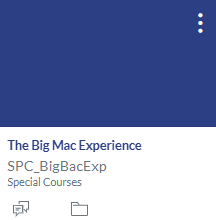 The Big Mac Experience
SPC_BigBacExp
Special Courses